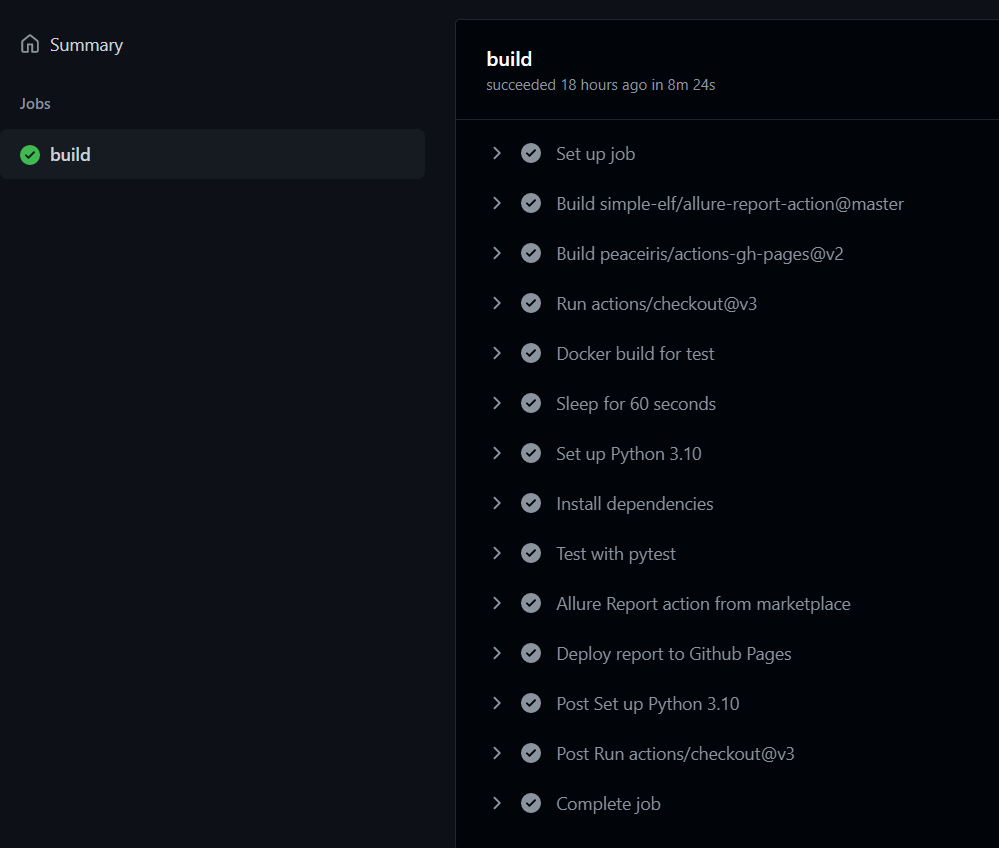 Summary
Jobs
build
build
succeeded 18 hours ago in 8m 24s
Set up job
Build simple-elf/allure-report-action@master
Build peaceiris/actions-gh-pages@v2
Run actions/checkout@v3
Docker build for test
Sleep for 60 seconds
Set up Python 3.10
Install dependencies
Test with pytest
Allure Report action from marketplace
Deploy report to Github Pages
Post Set up Python 3.10
Post Run actions/checkout@v3
Complete job